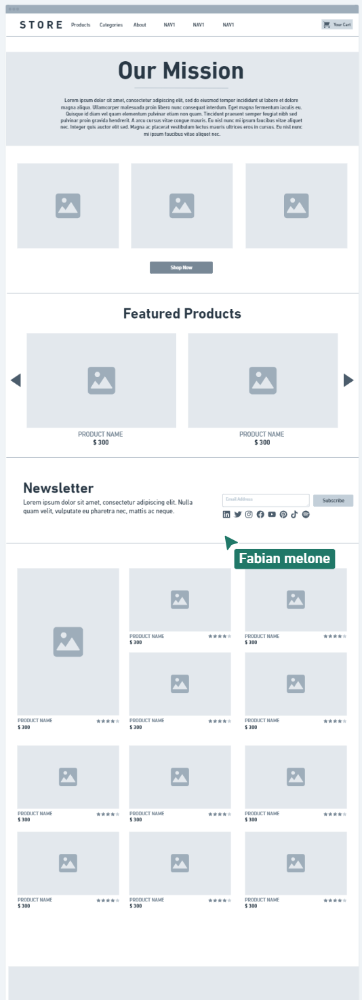 STORE Products Categories About NAV1 NAV1 NAV1 Your Cart
Our Mission
Lorem ipsum dolor sit amet, consectetur adipiscing elit, sed do eiusmod tempor incididunt ut labore et dolore
magna aliqua. Ullamcorper malesuada proin libero nunc consequat interdum. Eget magna fermentum iaculis eu.
Quisque id diam vel quam elementum pulvinar etiam non quam. Tincidunt praesent semper feugiat nibh sed
pulvinar proin gravida hendrerit. A arcu cursus vitae congue mauris. Eu nisl nunc mi ipsum faucibus vitae aliquet
nec. Integer quis auctor elit sed. Magna ac placerat vestibulum lectus mauris ultrices eros in cursus. Eu nisl nunc
mi ipsum faucibus vitae aliquet nec.
Shop Now
Featured Products
PRODUCT NAME
$ 300
PRODUCT NAME
$ 300
Newsletter
Lorem ipsum dolor sit amet, consectetur adipiscing elit. Nulla
quam velit, vulputate eu pharetra nec, mattis ac neque.
Email Address
Subscribe
Fabian melone
PRODUCT NAME
$ 300
PRODUCT NAME
$ 300
PRODUCT NAME
$ 300
PRODUCT NAME
$ 300
PRODUCT NAME
$ 300
PRODUCT NAME
$ 300
PRODUCT NAME
$ 300
PRODUCT NAME
$ 300
PRODUCT NAME
$ 300
PRODUCT NAME
$ 300
PRODUCT NAME
$ 300